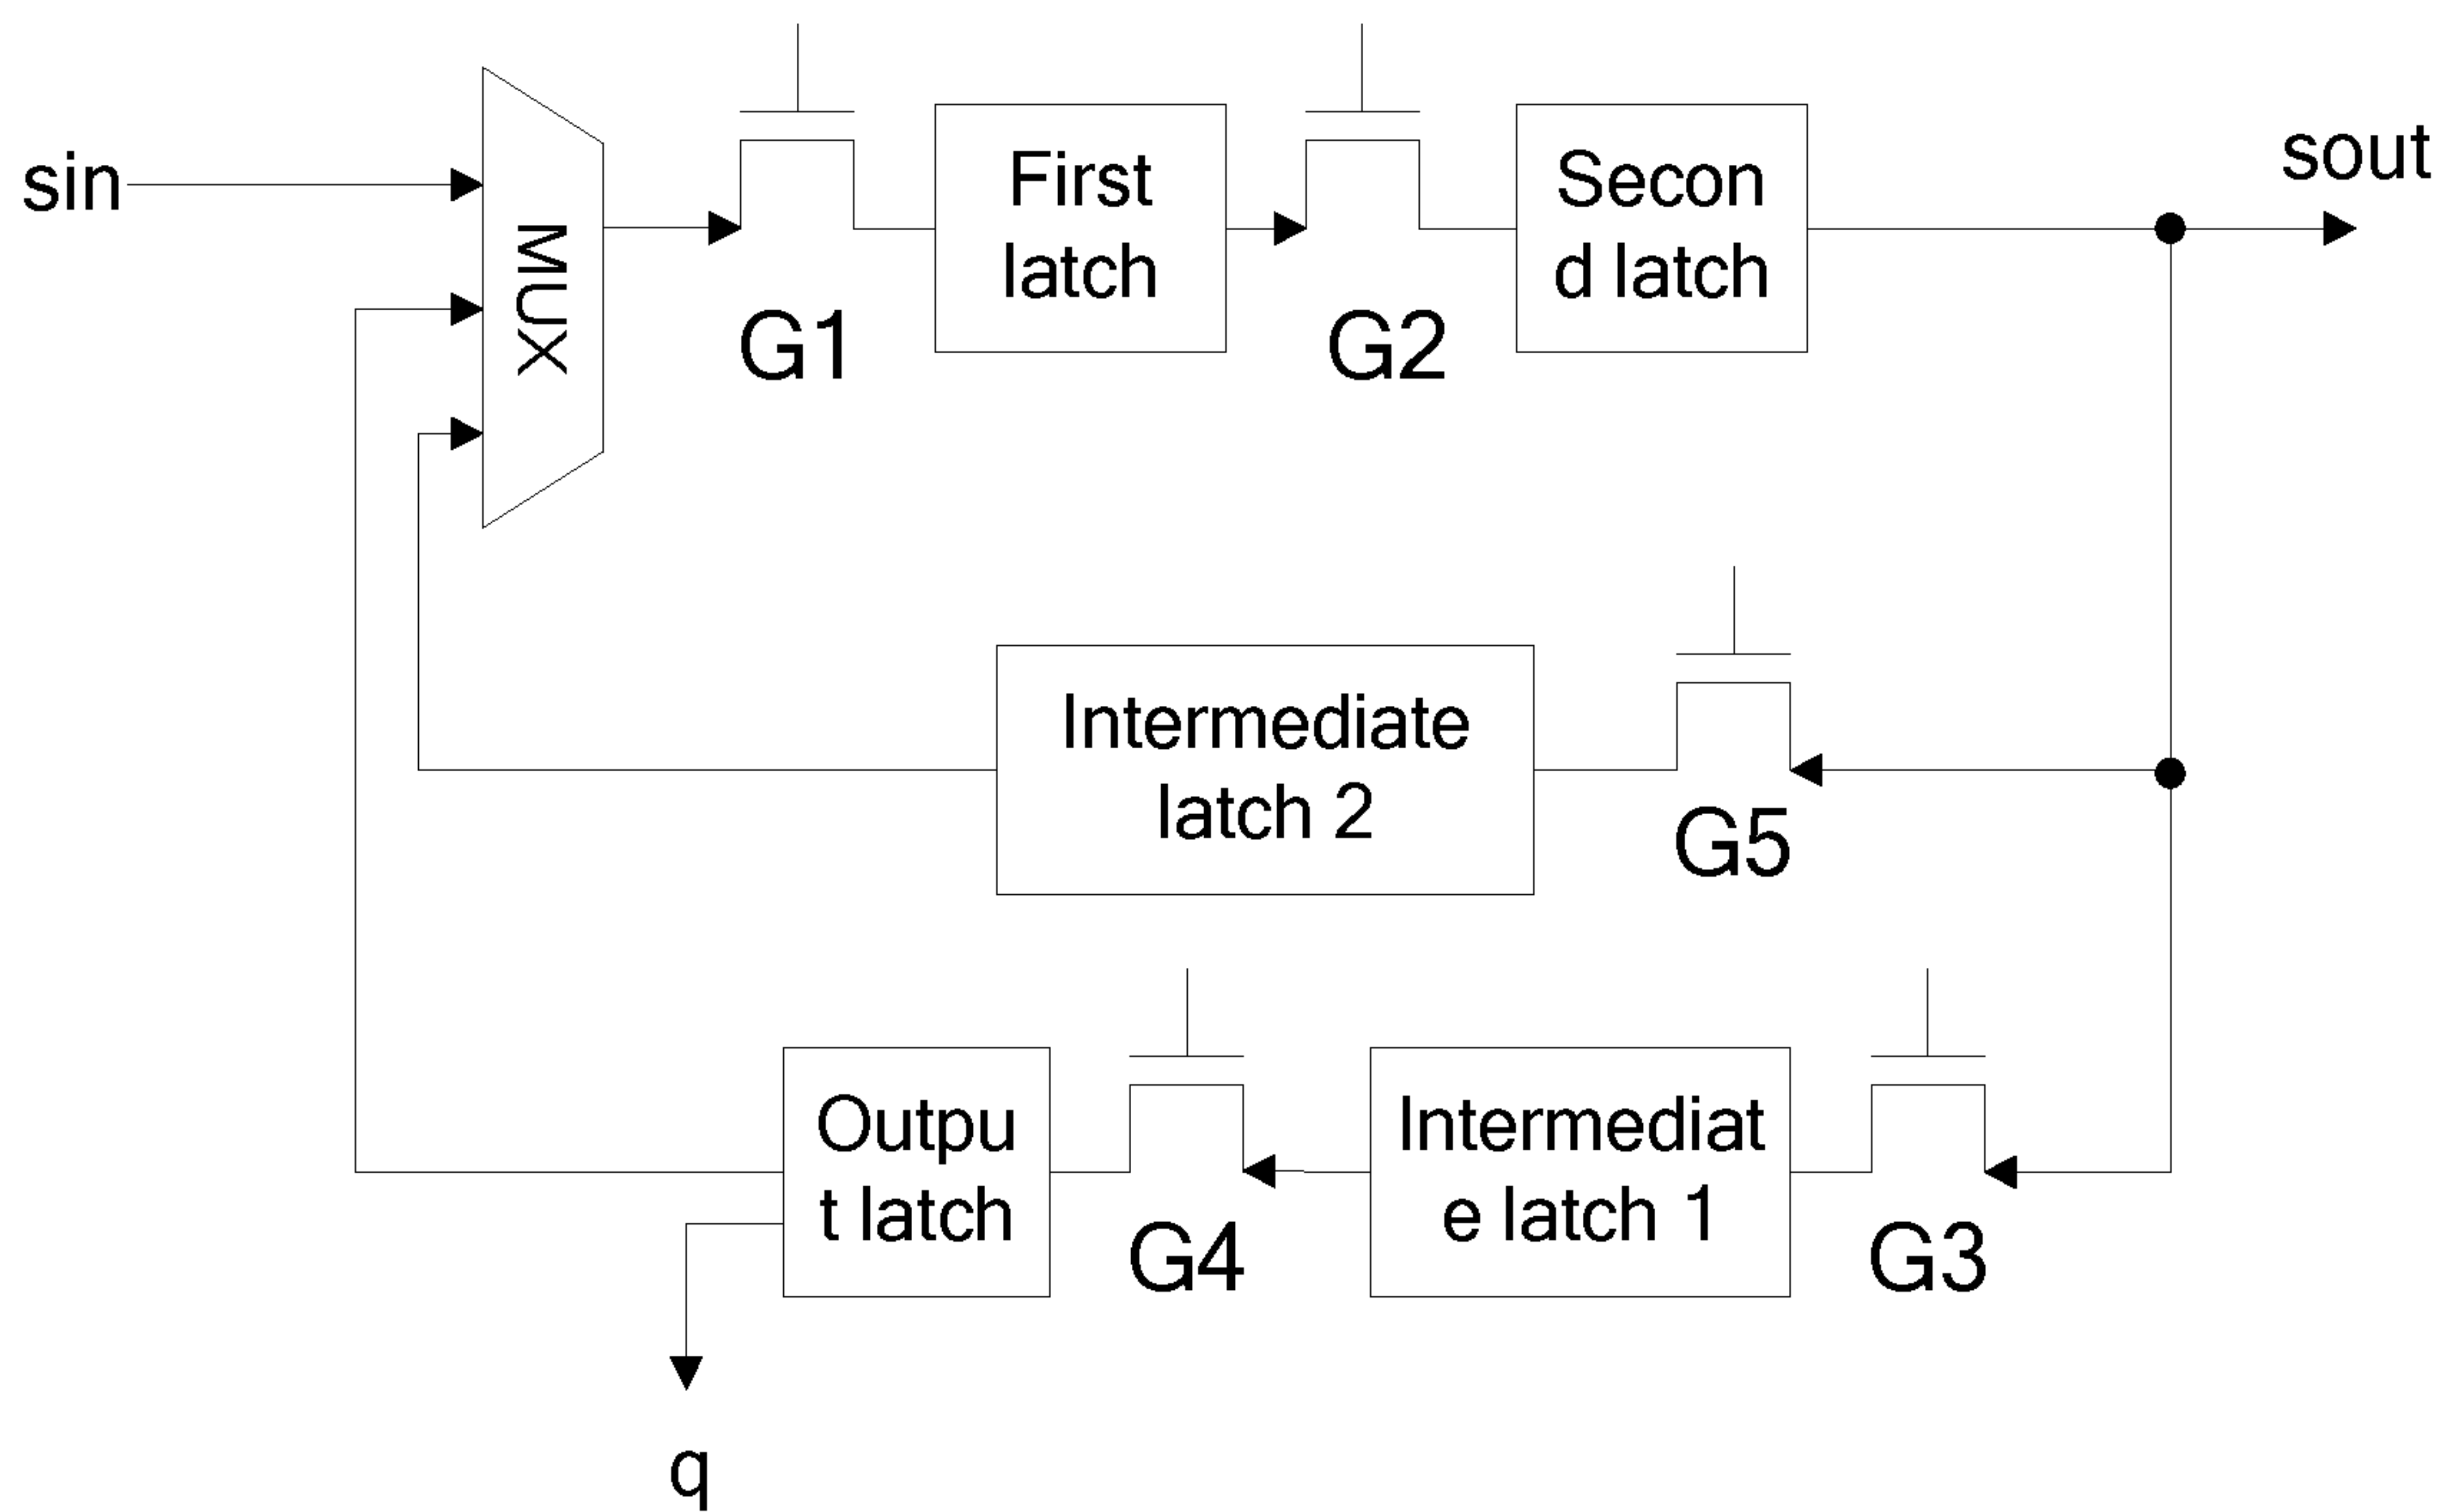 sin
MUX
G1
First
latch
G2
Secon
d latch
sout
Intermediate
latch 2
G5
Outpu
t latch
G4
Intermediat
e latch 1
G3
q